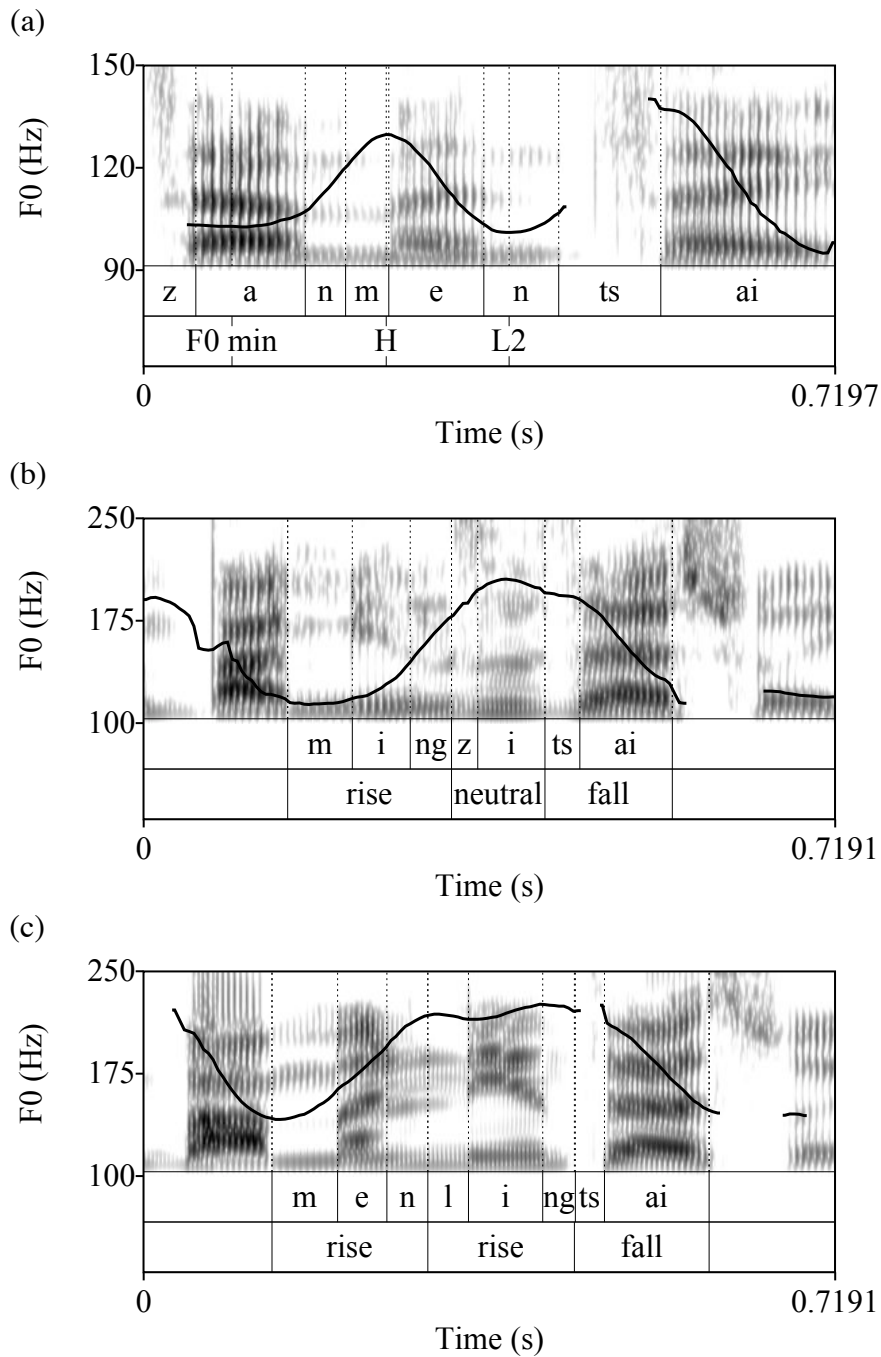 (a)
150
120
90
F0 (Hz)
z a n m e n ts ai
F0 min H L2
0 0.7197
Time (s)
(b)
250
175
100
F0 (Hz)
m i ng z i ts ai
rise neutral fall
0 0.7191
Time (s)
(c)
250
175
100
F0 (Hz)
m e n l i ng ts ai
rise rise fall
0 0.7191
Time (s)